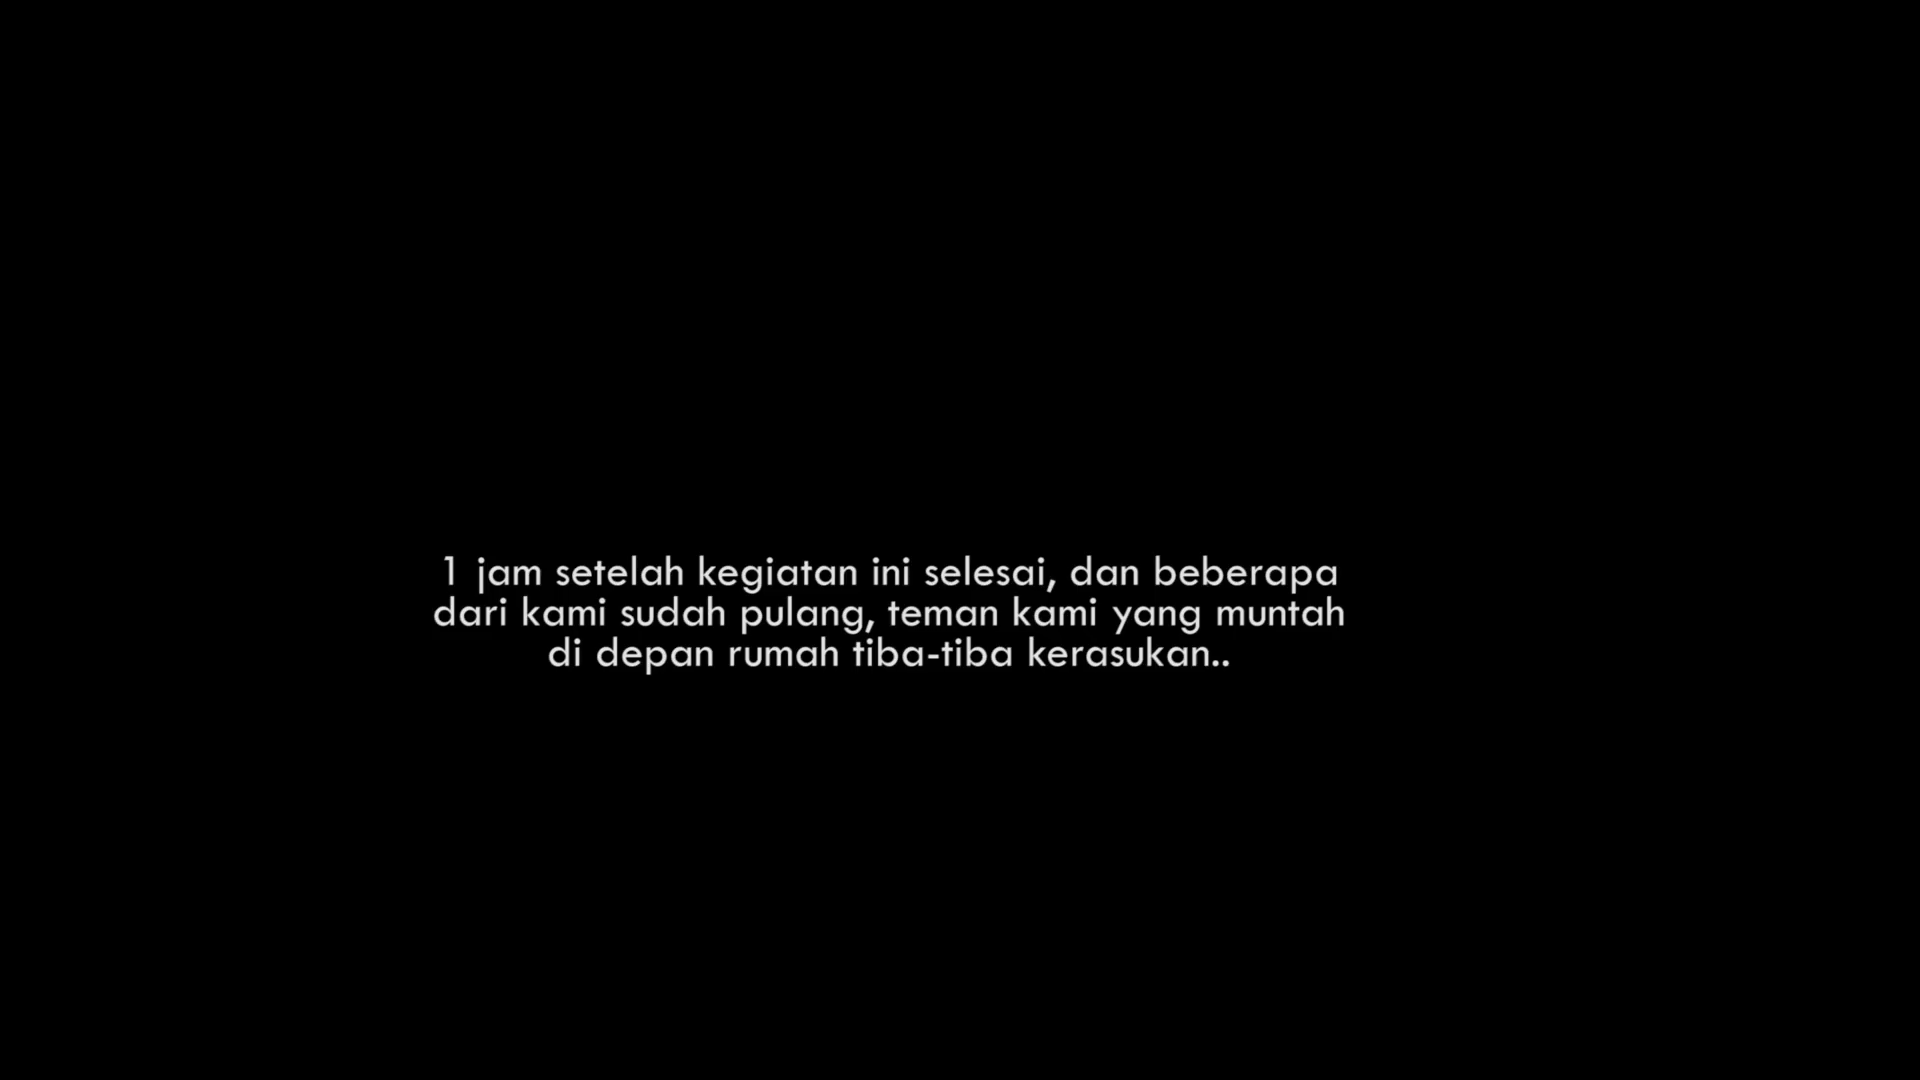 1 jam setelah kegiatan ini selesai, dan beberapa
dari kami sudah pulang, teman kami yang muntah
di depan rumah tiba-tiba kerasukan..